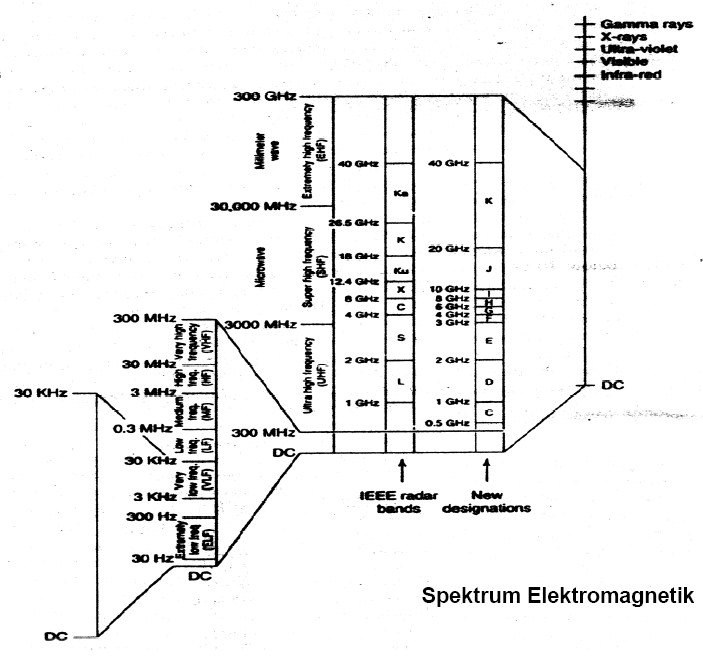 Gamma rays
X-rays
Ultra-violet
Visible
Infra-red
300 GHz
Millimeter
wave
Extremely high frequency
(EHF)
40 GHz
40 GHz
Ka
K
30,000 MHz
26.5 GHz
K
20 GHz
18 GHz
Microwave
Super high frequency
(SHF)
Ku
J
12.4 GHz
10 GHz
X
I
8 GHz
8 GHz
H
6 GHz
C
G
4 GHz
4 GHz
F
3000 MHz
3 GHz
300 MHz
Very high
frequency
(VHF)
S
E
30 MHz
2 GHz
2 GHz
High
freq.
(HF)
Ultra high frequency
(UHF)
L
D
DC
30 KHz
3 MHz
1 GHz
1 GHz
Medium
freq.
(MF)
C
0.3 MHz
0.5 GHz
300 MHz
Low
freq.
(LF)
DC
30 KHz
Very
low freq.
(VLF)
3 KHz
IEEE radar
bands
New
designations
300 Hz
Extremely
low freq
(ELF)
30 Hz
DC
Spektrum Elektromagnetik
DC